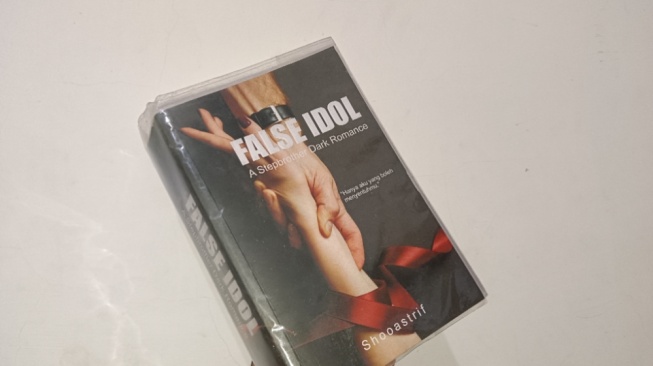 FALSE IDOL
A Dark Romance
"Hanya aku yang boleh
menyentuhmu."
Shooastrif
FALSE IDOL